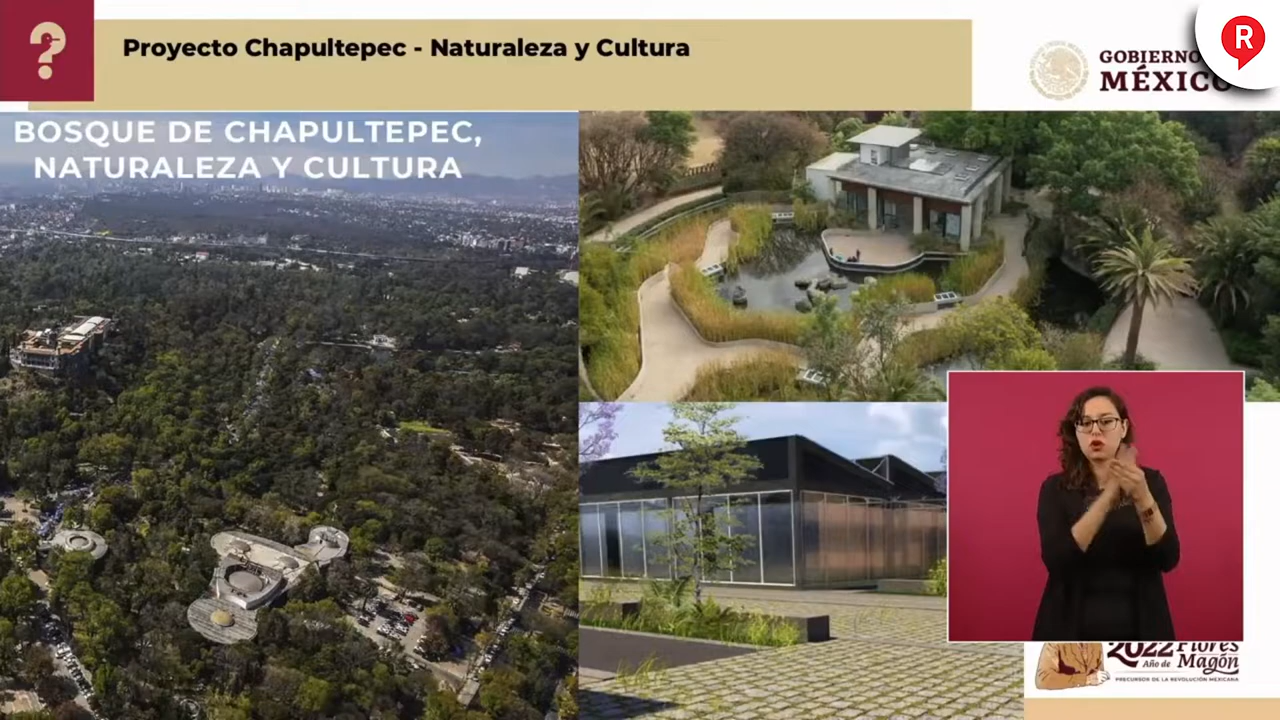 ?
Proyecto Chapultepec - Naturaleza y Cultura
GOBIERNO
MÉXICO
R
BOSQUE DE CHAPULTEPEC,
NATURALEZA Y CULTURA
2022 Flores
Año de Magón
PRECURSOR DE LA REVOLUCIÓN MEXICANA